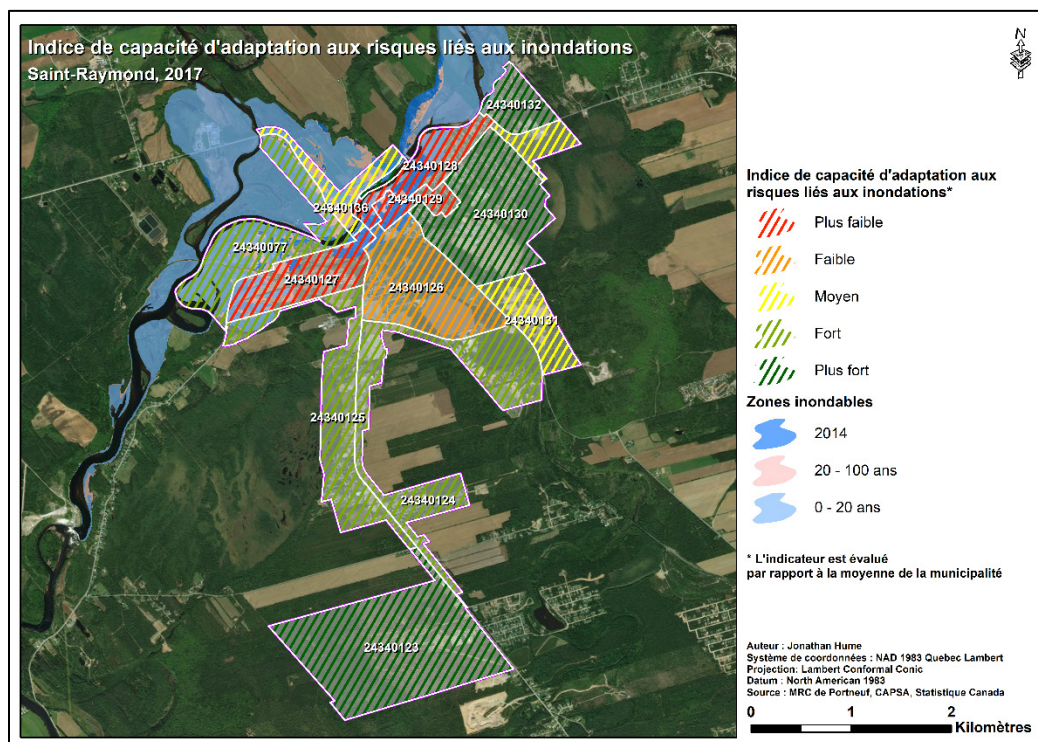 Indice de capacité d'adaptation aux risques liés aux inondations
Saint-Raymond, 2017
N
24340132
24340128
24340129
24340136
24340130
24340077
24340127
24340126
24340131
24340125
24340124
24340123
Indice de capacité d'adaptation aux
risques liés aux inondations*
Plus faible
Faible
Moyen
Fort
Plus fort
Zones inondables
2014
20 - 100 ans
0 - 20 ans
* L'indicateur est évalué
par rapport à la moyenne de la municipalité
Auteur : Jonathan Hume
Système de coordonnées : NAD 1983 Quebec Lambert
Projection: Lambert Conformal Conic
Datum : North American 1983
Source : MRC de Portneuf, CAPSA, Statistique Canada
0 1 2
Kilomètres